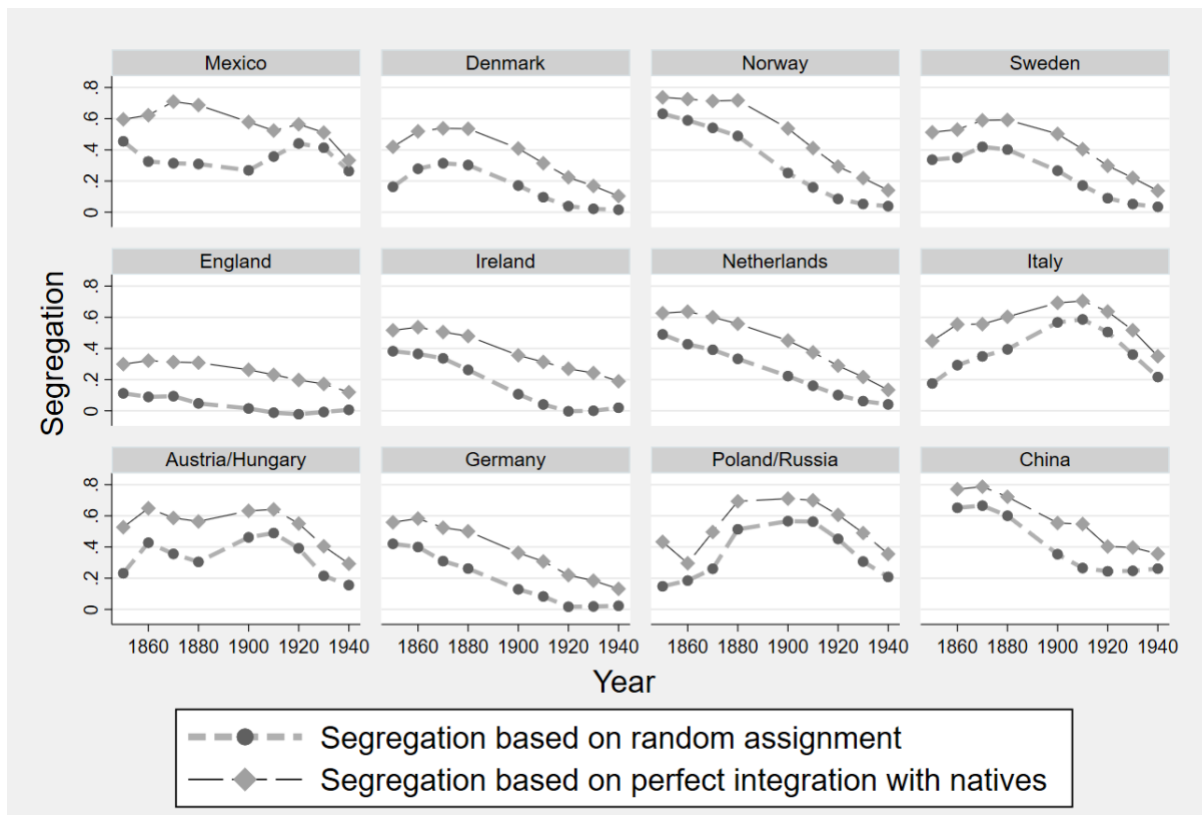 Mexico Denmark Norway Sweden
.8
.6
.4
.2
0
England Ireland Netherlands Italy
.8
.6
.4
.2
0
Segregation
Austria/Hungary Germany Poland/Russia China
.8
.6
.4
.2
0
1860 1880 1900 1920 1940 1860 1880 1900 1920 1940 1860 1880 1900 1920 1940 1860 1880 1900 1920 1940
Year
Segregation based on random assignment
Segregation based on perfect integration with natives